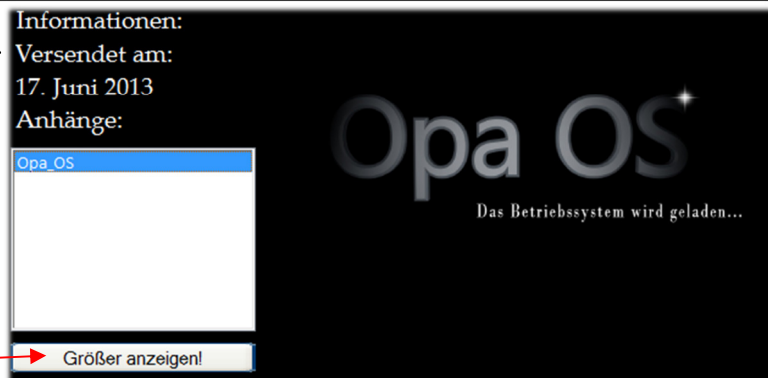 Informationen:
Versendet am:
17. Juni 2013
Anhänge:
Opa_OS
Größer anzeigen!
Opa OS
Das Betriebssystem wird geladen...